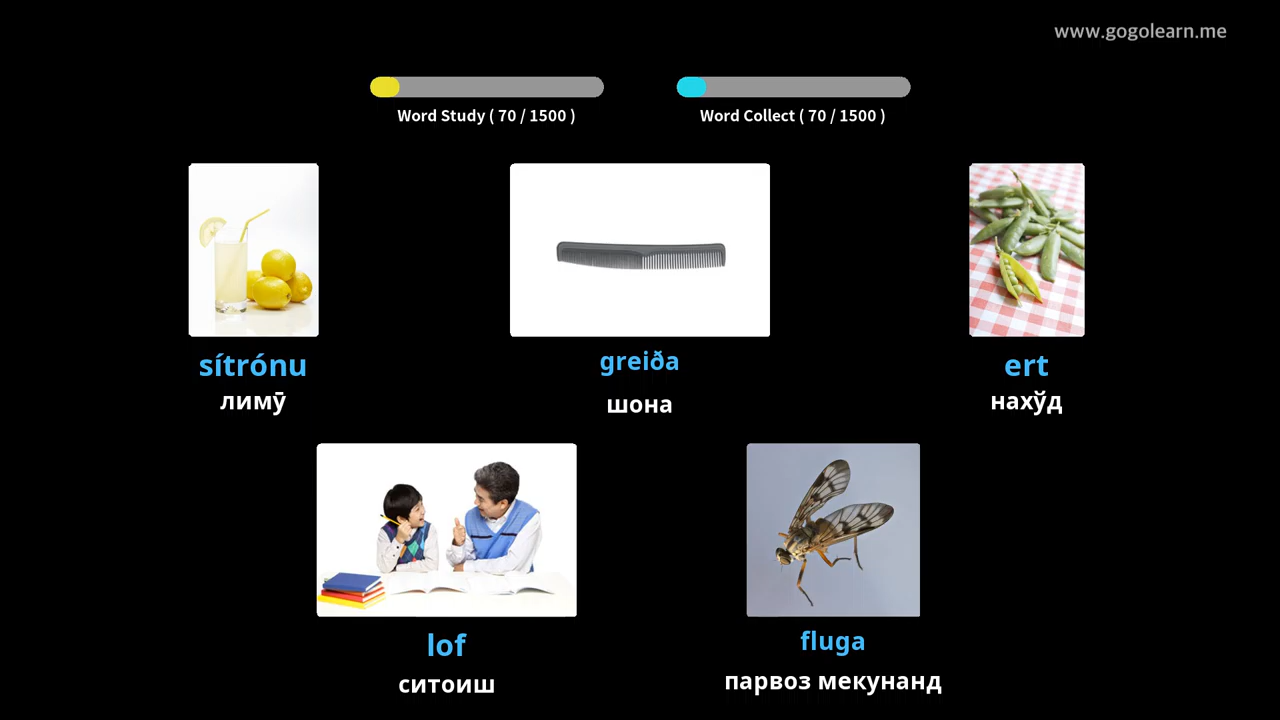 www.gogolearn.me
Word Study ( 70 / 1500 )
Word Collect ( 70 / 1500 )
sítrónu
лимӯ
greiða
шона
ert
нахӯд
lof
ситоиш
fluga
парвоз мекунанд